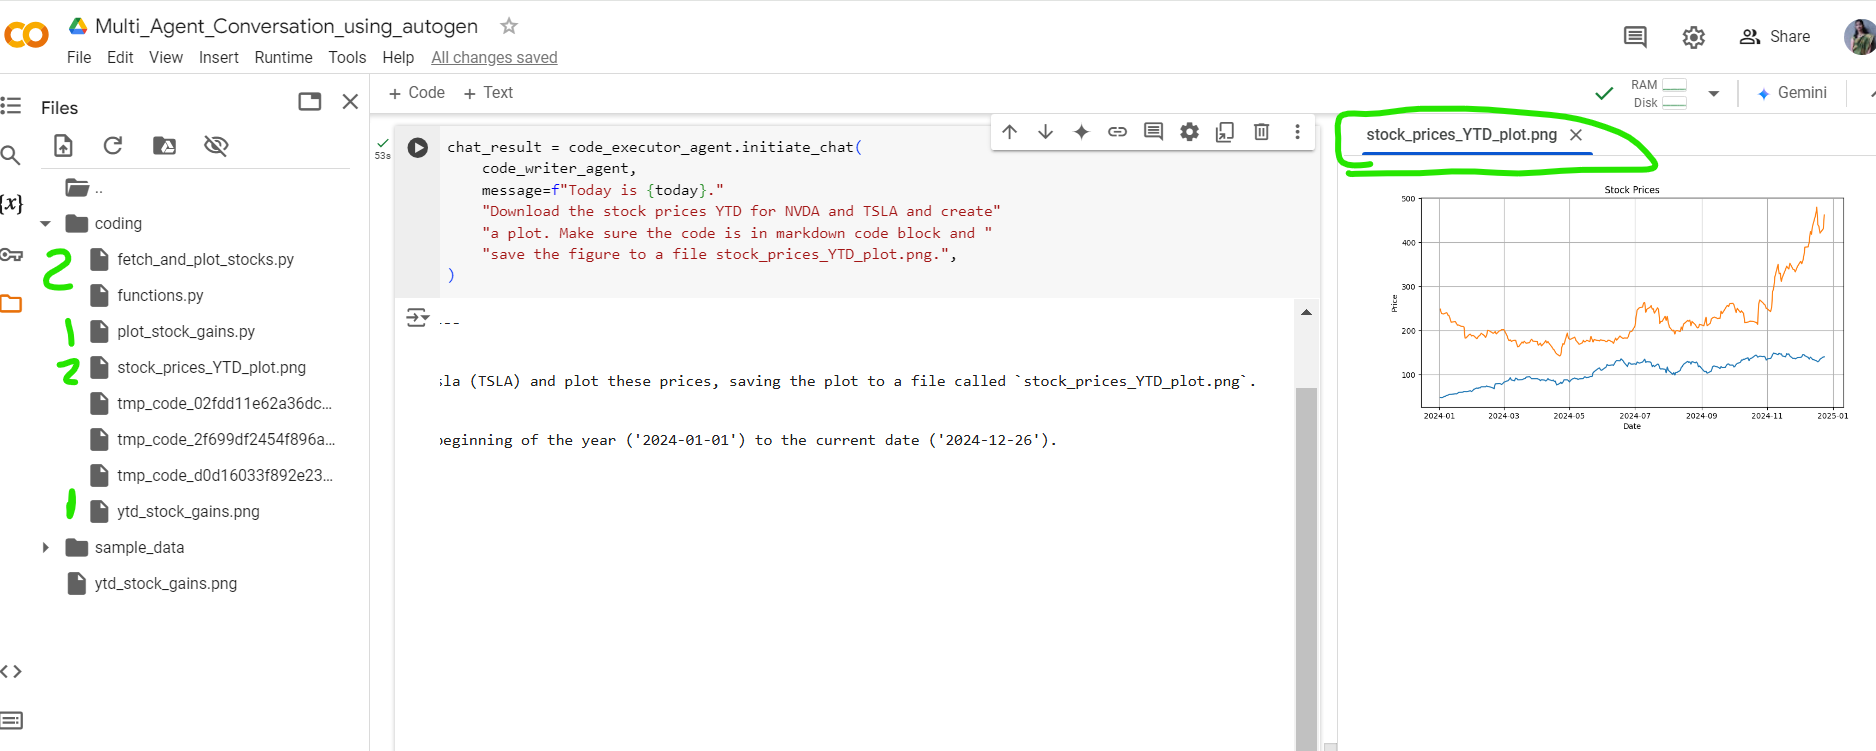 Multi_Agent_Conversation_using_autogen
File Edit View Insert Runtime Tools Help All changes saved
Share
Files
+ Code + Text
RAM
Disk
Gemini
..
coding
fetch_and_plot_stocks.py
functions.py
plot_stock_gains.py
stock_prices_YTD_plot.png
tmp_code_02fdd11e62a36dc...
tmp_code_2f699df2454f896a...
tmp_code_d0d16033f892e23...
ytd_stock_gains.png
sample_data
ytd_stock_gains.png
{x}
2
1
2
1
53s
chat_result = code_executor_agent.initiate_chat(
code_writer_agent,
message=f"Today is {today}."
"Download the stock prices YTD for NVDA and TSLA and create"
"a plot. Make sure the code is in markdown code block and "
"save the figure to a file stock_prices_YTD_plot.png.",
)
sla (TSLA) and plot these prices, saving the plot to a file called `stock_prices_YTD_plot.png`.
beginning of the year ('2024-01-01') to the current date ('2024-12-26').
stock_prices_YTD_plot.png
Stock Prices
500
400
300
200
100
Price
2024-01 2024-03 2024-05 2024-07 2024-09 2024-11 2025-01
Date